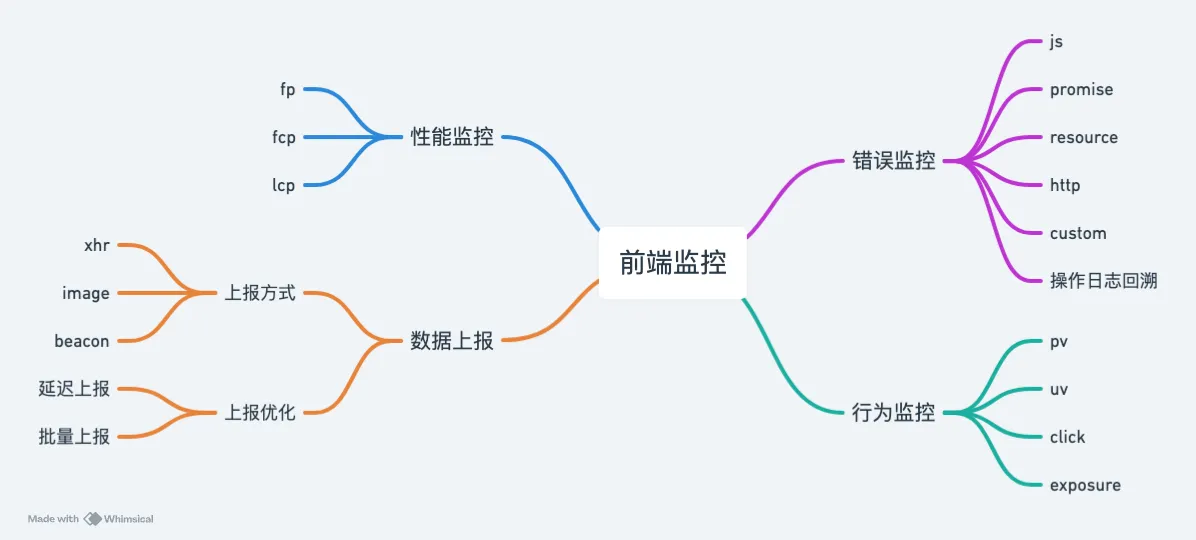 前端监控
性能监控
fp
fcp
lcp
数据上报
上报方式
xhr
image
beacon
上报优化
延迟上报
批量上报
错误监控
js
promise
resource
http
custom
操作日志回溯
行为监控
pv
uv
click
exposure
Made with Whimsical